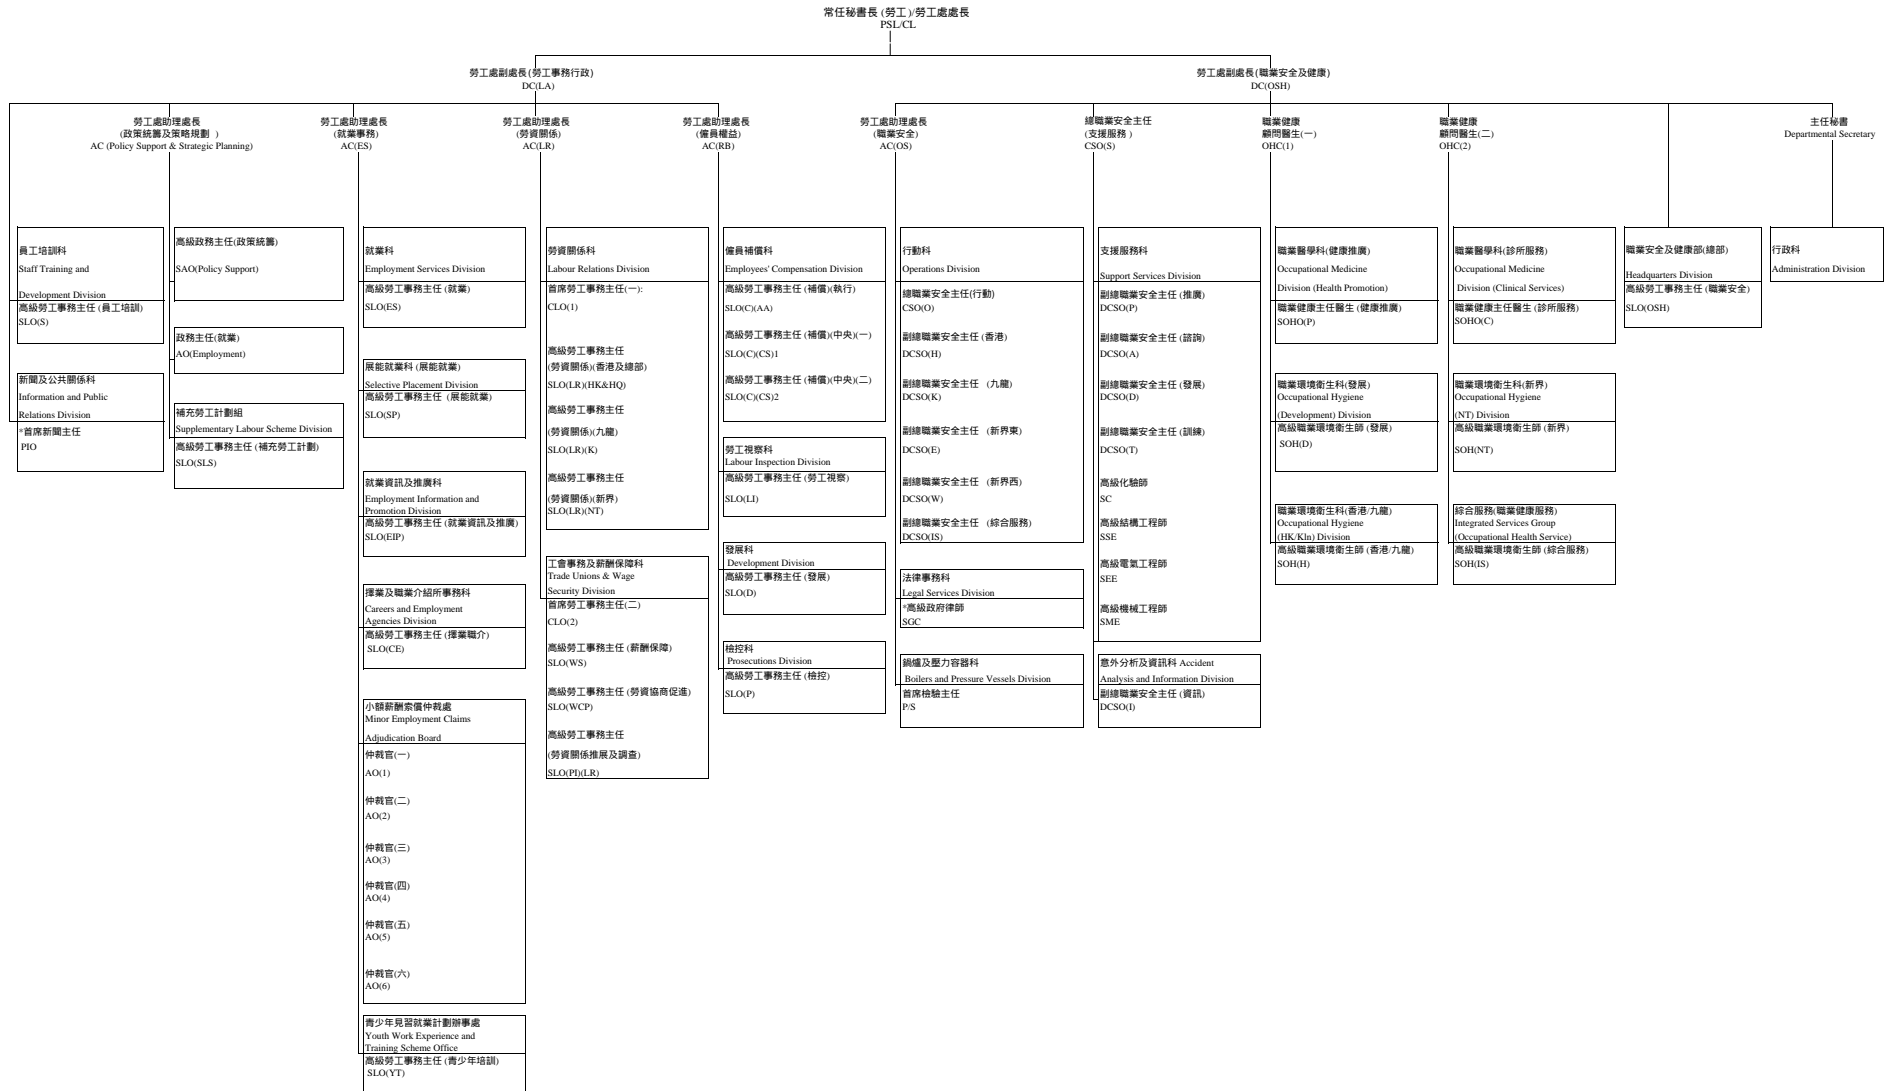 常任秘書長 (勞工)/勞工處處長
PSL/CL
勞工處副處長(勞工事務行政)
DC(LA)
勞工處副處長(職業安全及健康)
DC(OSH)
勞工處助理處長
(政策統籌及策略規劃 )
AC (Policy Support & Strategic Planning)
勞工處助理處長
(就業事務)
AC(ES)
勞工處助理處長
(勞資關係)
AC(LR)
勞工處助理處長
(僱員權益)
AC(RB)
勞工處助理處長
(職業安全)
AC(OS)
總職業安全主任
(支援服務 )
CSO(S)
職業健康
顧問醫生(一)
OHC(1)
職業健康
顧問醫生(二)
OHC(2)
主任秘書
Departmental Secretary
員工培訓科
Staff Training and
Development Division
高級勞工事務主任 (員工培訓)
SLO(S)
新聞及公共關係科
Information and Public
Relations Division
*首席新聞主任
PIO
高級政務主任(政策統籌)
SAO(Policy Support)
政務主任(就業)
AO(Employment)
補充勞工計劃組
Supplementary Labour Scheme Division
高級勞工事務主任 (補充勞工計劃)
SLO(SLS)
就業科
Employment Services Division
高級勞工事務主任 (就業)
SLO(ES)
展能就業科 (展能就業)
Selective Placement Division
高級勞工事務主任 (展能就業)
SLO(SP)
就業資訊及推廣科
Employment Information and
Promotion Division
高級勞工事務主任 (就業資訊及推廣)
SLO(EIP)
擇業及職業介紹所事務科
Careers and Employment
Agencies Division
高級勞工事務主任 (擇業職介)
SLO(CE)
小額薪酬索償仲裁處
Minor Employment Claims
Adjudication Board
仲裁官(一)
AO(1)
仲裁官(二)
AO(2)
仲裁官(三)
AO(3)
仲裁官(四)
AO(4)
仲裁官(五)
AO(5)
仲裁官(六)
AO(6)
青少年見習就業計劃辦事處
Youth Work Experience and
Training Scheme Office
高級勞工事務主任 (青少年培訓)
SLO(YT)
勞資關係科
Labour Relations Division
首席勞工事務主任(一):
CLO(1)
高級勞工事務主任
(勞資關係)(香港及總部)
SLO(LR)(HK&HQ)
高級勞工事務主任
(勞資關係)(九龍)
SLO(LR)(K)
高級勞工事務主任
(勞資關係)(新界)
SLO(LR)(NT)
工會事務及薪酬保障科
Trade Unions & Wage
Security Division
首席勞工事務主任(二)
CLO(2)
高級勞工事務主任 (薪酬保障)
SLO(WS)
高級勞工事務主任 (勞資協商促進)
SLO(WCP)
高級勞工事務主任
(勞資關係推展及調查)
SLO(PI)(LR)
僱員補償科
Employees' Compensation Division
高級勞工事務主任 (補償)(執行)
SLO(C)(AA)
高級勞工事務主任 (補償)(中央)(一)
SLO(C)(CS)1
高級勞工事務主任 (補償)(中央)(二)
SLO(C)(CS)2
勞工視察科
Labour Inspection Division
高級勞工事務主任 (勞工視察)
SLO(LI)
發展科
Development Division
高級勞工事務主任 (發展)
SLO(D)
檢控科
Prosecutions Division
高級勞工事務主任 (檢控)
SLO(P)
行動科
Operations Division
總職業安全主任(行動)
CSO(O)
副總職業安全主任 (香港)
DCSO(H)
副總職業安全主任 (九龍)
DCSO(K)
副總職業安全主任 (新界東)
DCSO(E)
副總職業安全主任 (新界西)
DCSO(W)
副總職業安全主任 (綜合服務)
DCSO(IS)
法律事務科
Legal Services Division
*高級政府律師
SGC
鍋爐及壓力容器科
Boilers and Pressure Vessels Division
首席檢驗主任
P/S
支援服務科
Support Services Division
副總職業安全主任 (推廣)
DCSO(P)
副總職業安全主任 (諮詢)
DCSO(A)
副總職業安全主任 (發展)
DCSO(D)
副總職業安全主任 (訓練)
DCSO(T)
高級化驗師
SC
高級結構工程師
SSE
高級電氣工程師
SEE
高級機械工程師
SME
意外分析及資訊科 Accident
Analysis and Information Division
副總職業安全主任 (資訊)
DCSO(I)
職業醫學科(健康推廣)
Occupational Medicine
Division (Health Promotion)
職業健康主任醫生 (健康推廣)
SOHO(P)
職業環境衛生科(發展)
Occupational Hygiene
(Development) Division
高級職業環境衛生師 (發展)
SOH(D)
職業環境衛生科(香港/九龍)
Occupational Hygiene
(HK/Kln) Division
高級職業環境衛生師 (香港/九龍)
SOH(H)
職業醫學科(診所服務)
Occupational Medicine
Division (Clinical Services)
職業健康主任醫生 (診所服務)
SOHO(C)
職業環境衛生科(新界)
Occupational Hygiene
(NT) Division
高級職業環境衛生師 (新界)
SOH(NT)
綜合服務(職業健康服務)
Integrated Services Group
(Occupational Health Service)
高級職業環境衛生師 (綜合服務)
SOH(IS)
職業安全及健康部(總部)
Headquarters Division
高級勞工事務主任 (職業安全)
SLO(OSH)
行政科
Administration Division